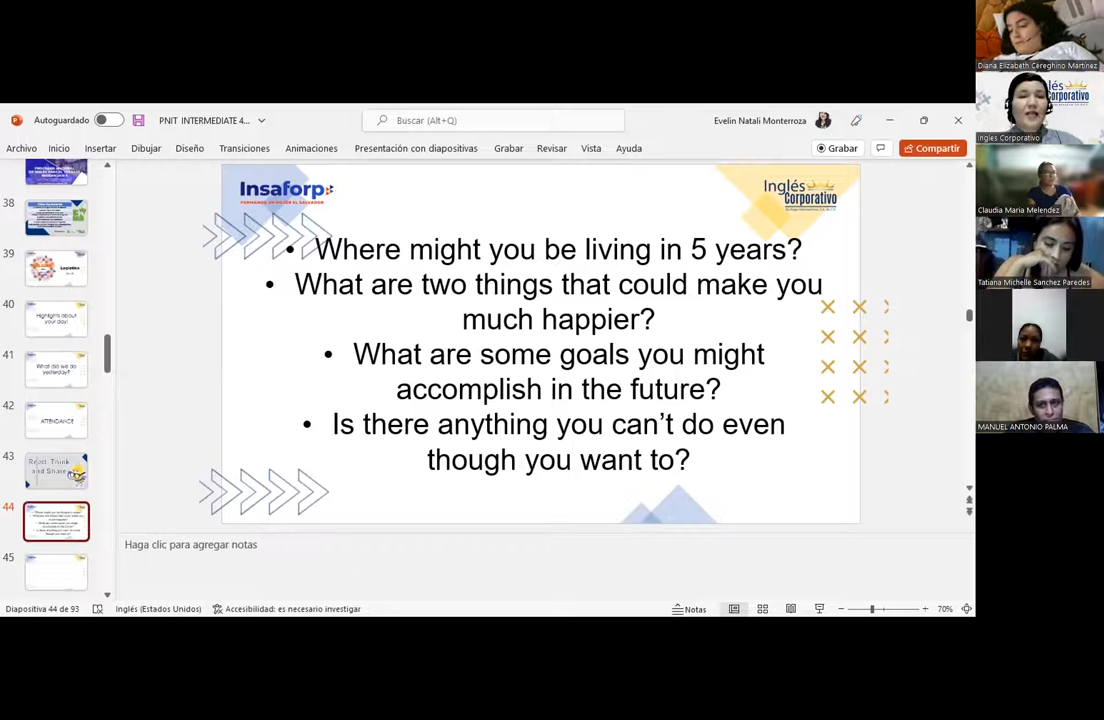 Autoguardado
PNIT INTERMEDIATE 4...
Buscar (Alt+Q)
Evelin Natali Monterroza
Archivo Inicio Insertar Dibujar Diseño Transiciones Animaciones Presentación con diapositivas Grabar Revisar Vista Ayuda
Grabar
Compartir
38
39
Logistics
40
Highlights about
your day!
41
What did we do
yesterday?
42
ATTENDANCE
43
Read, Think
and Share
44
45
Insaforp
FORMANDO UN MEJOR EL SALVADOR
Inglés
Corporativo
• Where might you be living in 5 years?
• What are two things that could make you
much happier?
• What are some goals you might
accomplish in the future?
• Is there anything you can't do even
though you want to?
Haga clic para agregar notas
Diapositiva 44 de 93
Inglés (Estados Unidos)
Accesibilidad: es necesario investigar
Notas
70%
Diana Elizabeth Cereghino Martinez
Ingles Corporativo
Claudia Maria Melendez
Tatiana Michelle Sanchez Paredes
MANUEL ANTONIO PALMA